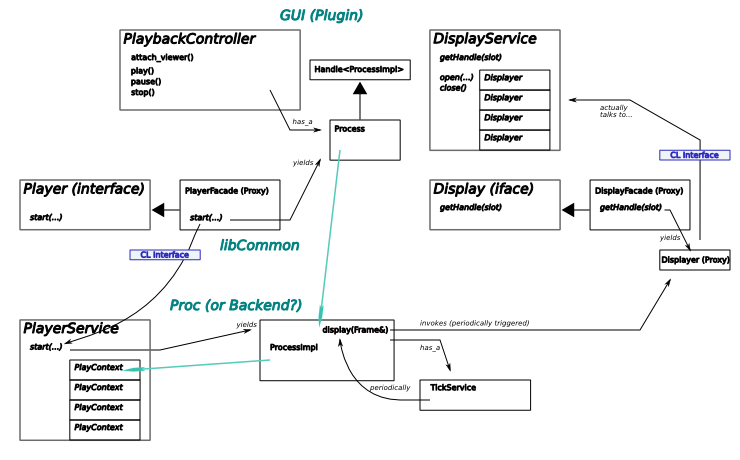 GUI (Plugin)
PlaybackController
attach_viewer()
play()
pause()
stop()
has_a
Handle<ProcessImpl>
Process
yields
DisplayService
getHandle(slot)
open(...)
close()
Displayer
Displayer
Displayer
Displayer
actually
talks to...
CL Interface
Player (interface)
start(...)
PlayerFacade (Proxy)
start(...)
CL Interface
libCommon
Display (iface)
getHandle(slot)
DisplayFacade (Proxy)
getHandle(slot)
yields
Displayer (Proxy)
Proc (or Backend?)
PlayerService
start(...)
PlayContext
PlayContext
PlayContext
PlayContext
yields
display(Frame&)
ProcessImpl
invokes (periodically triggered)
has_a
periodically
TickService